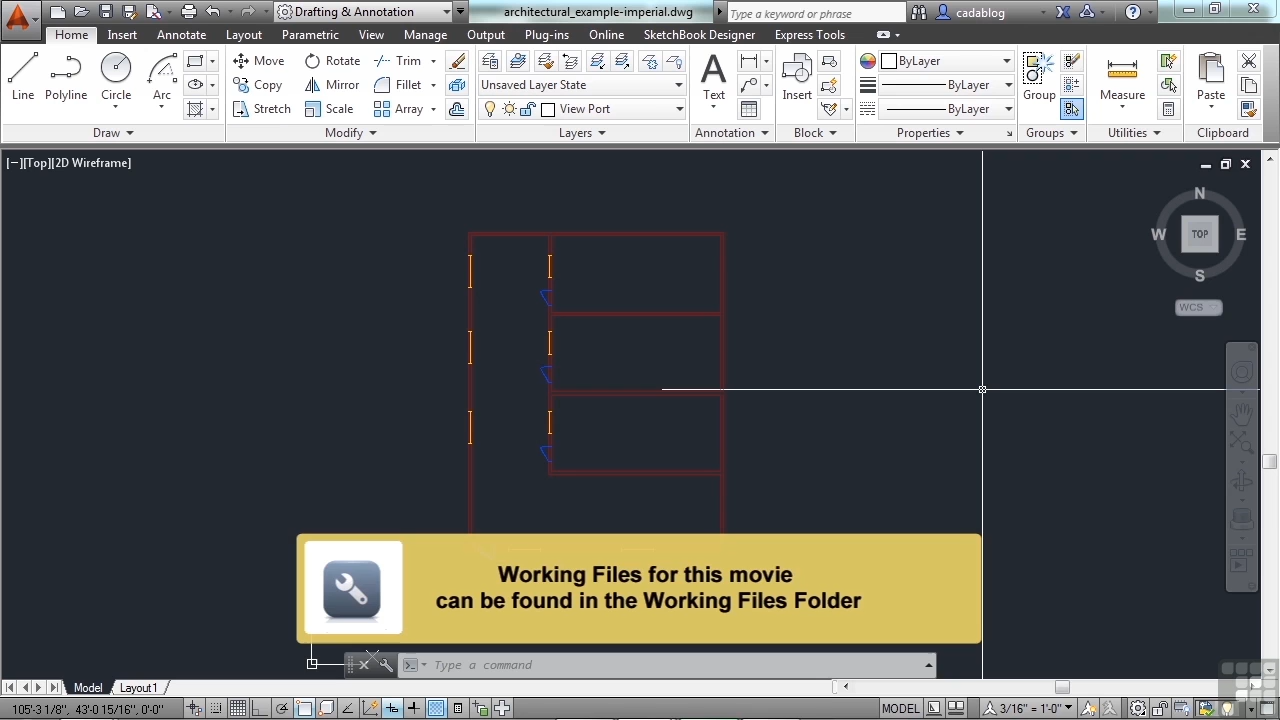 Drafting & Annotation
architectural_example-imperial.dwg
Type a keyword or phrase
cadablog
Home Insert Annotate Layout Parametric View Manage Output Plug-ins Online SketchBook Designer Express Tools
Line Polyline Circle Arc
Move Rotate Trim
Copy Mirror Fillet
Stretch Scale Array
Unsaved Layer State
View Port
Text
Insert
ByLayer
ByLayer
ByLayer
Group
Measure
Paste
Draw Modify Layers Annotation Block Properties Groups Utilities Clipboard
[−][Top][2D Wireframe]
N
W TOP E
S
WCS
Working Files for this movie
can be found in the Working Files Folder
Type a command
Model Layout1
105'-3 1/8", 43'-0 15/16", 0'-0"
MODEL
3/16" = 1'-0"